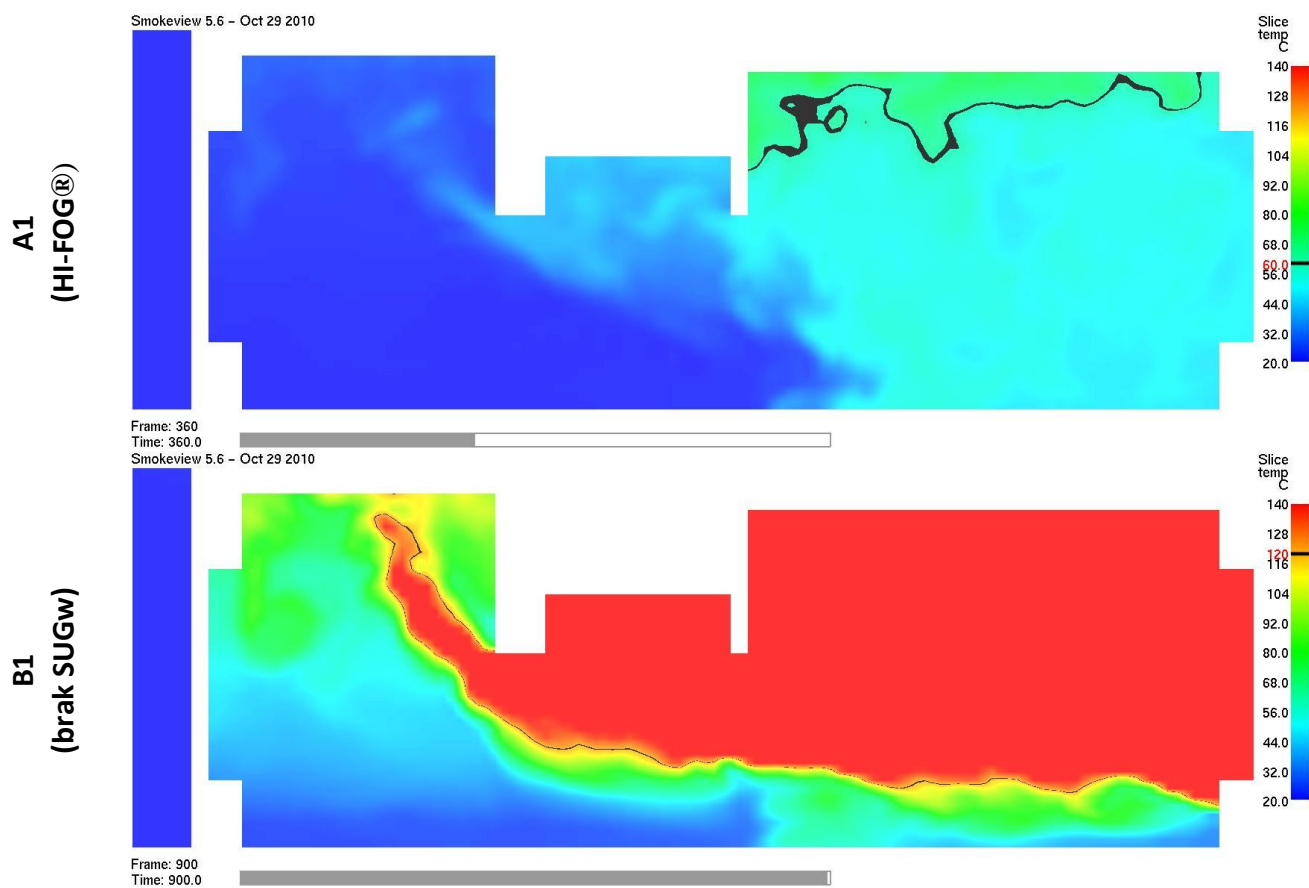 Smokeview 5.6 - Oct 29 2010
Slice
temp
C
A1
(HI-FOG®)
140
128
116
104
92.0
80.0
68.0
60.0
56.0
44.0
32.0
20.0
Frame: 360
Time: 360.0
Smokeview 5.6 - Oct 29 2010
Slice
temp
C
B1
(brak SUGw)
140
128
120
116
104
92.0
80.0
68.0
56.0
44.0
32.0
20.0
Frame: 900
Time: 900.0